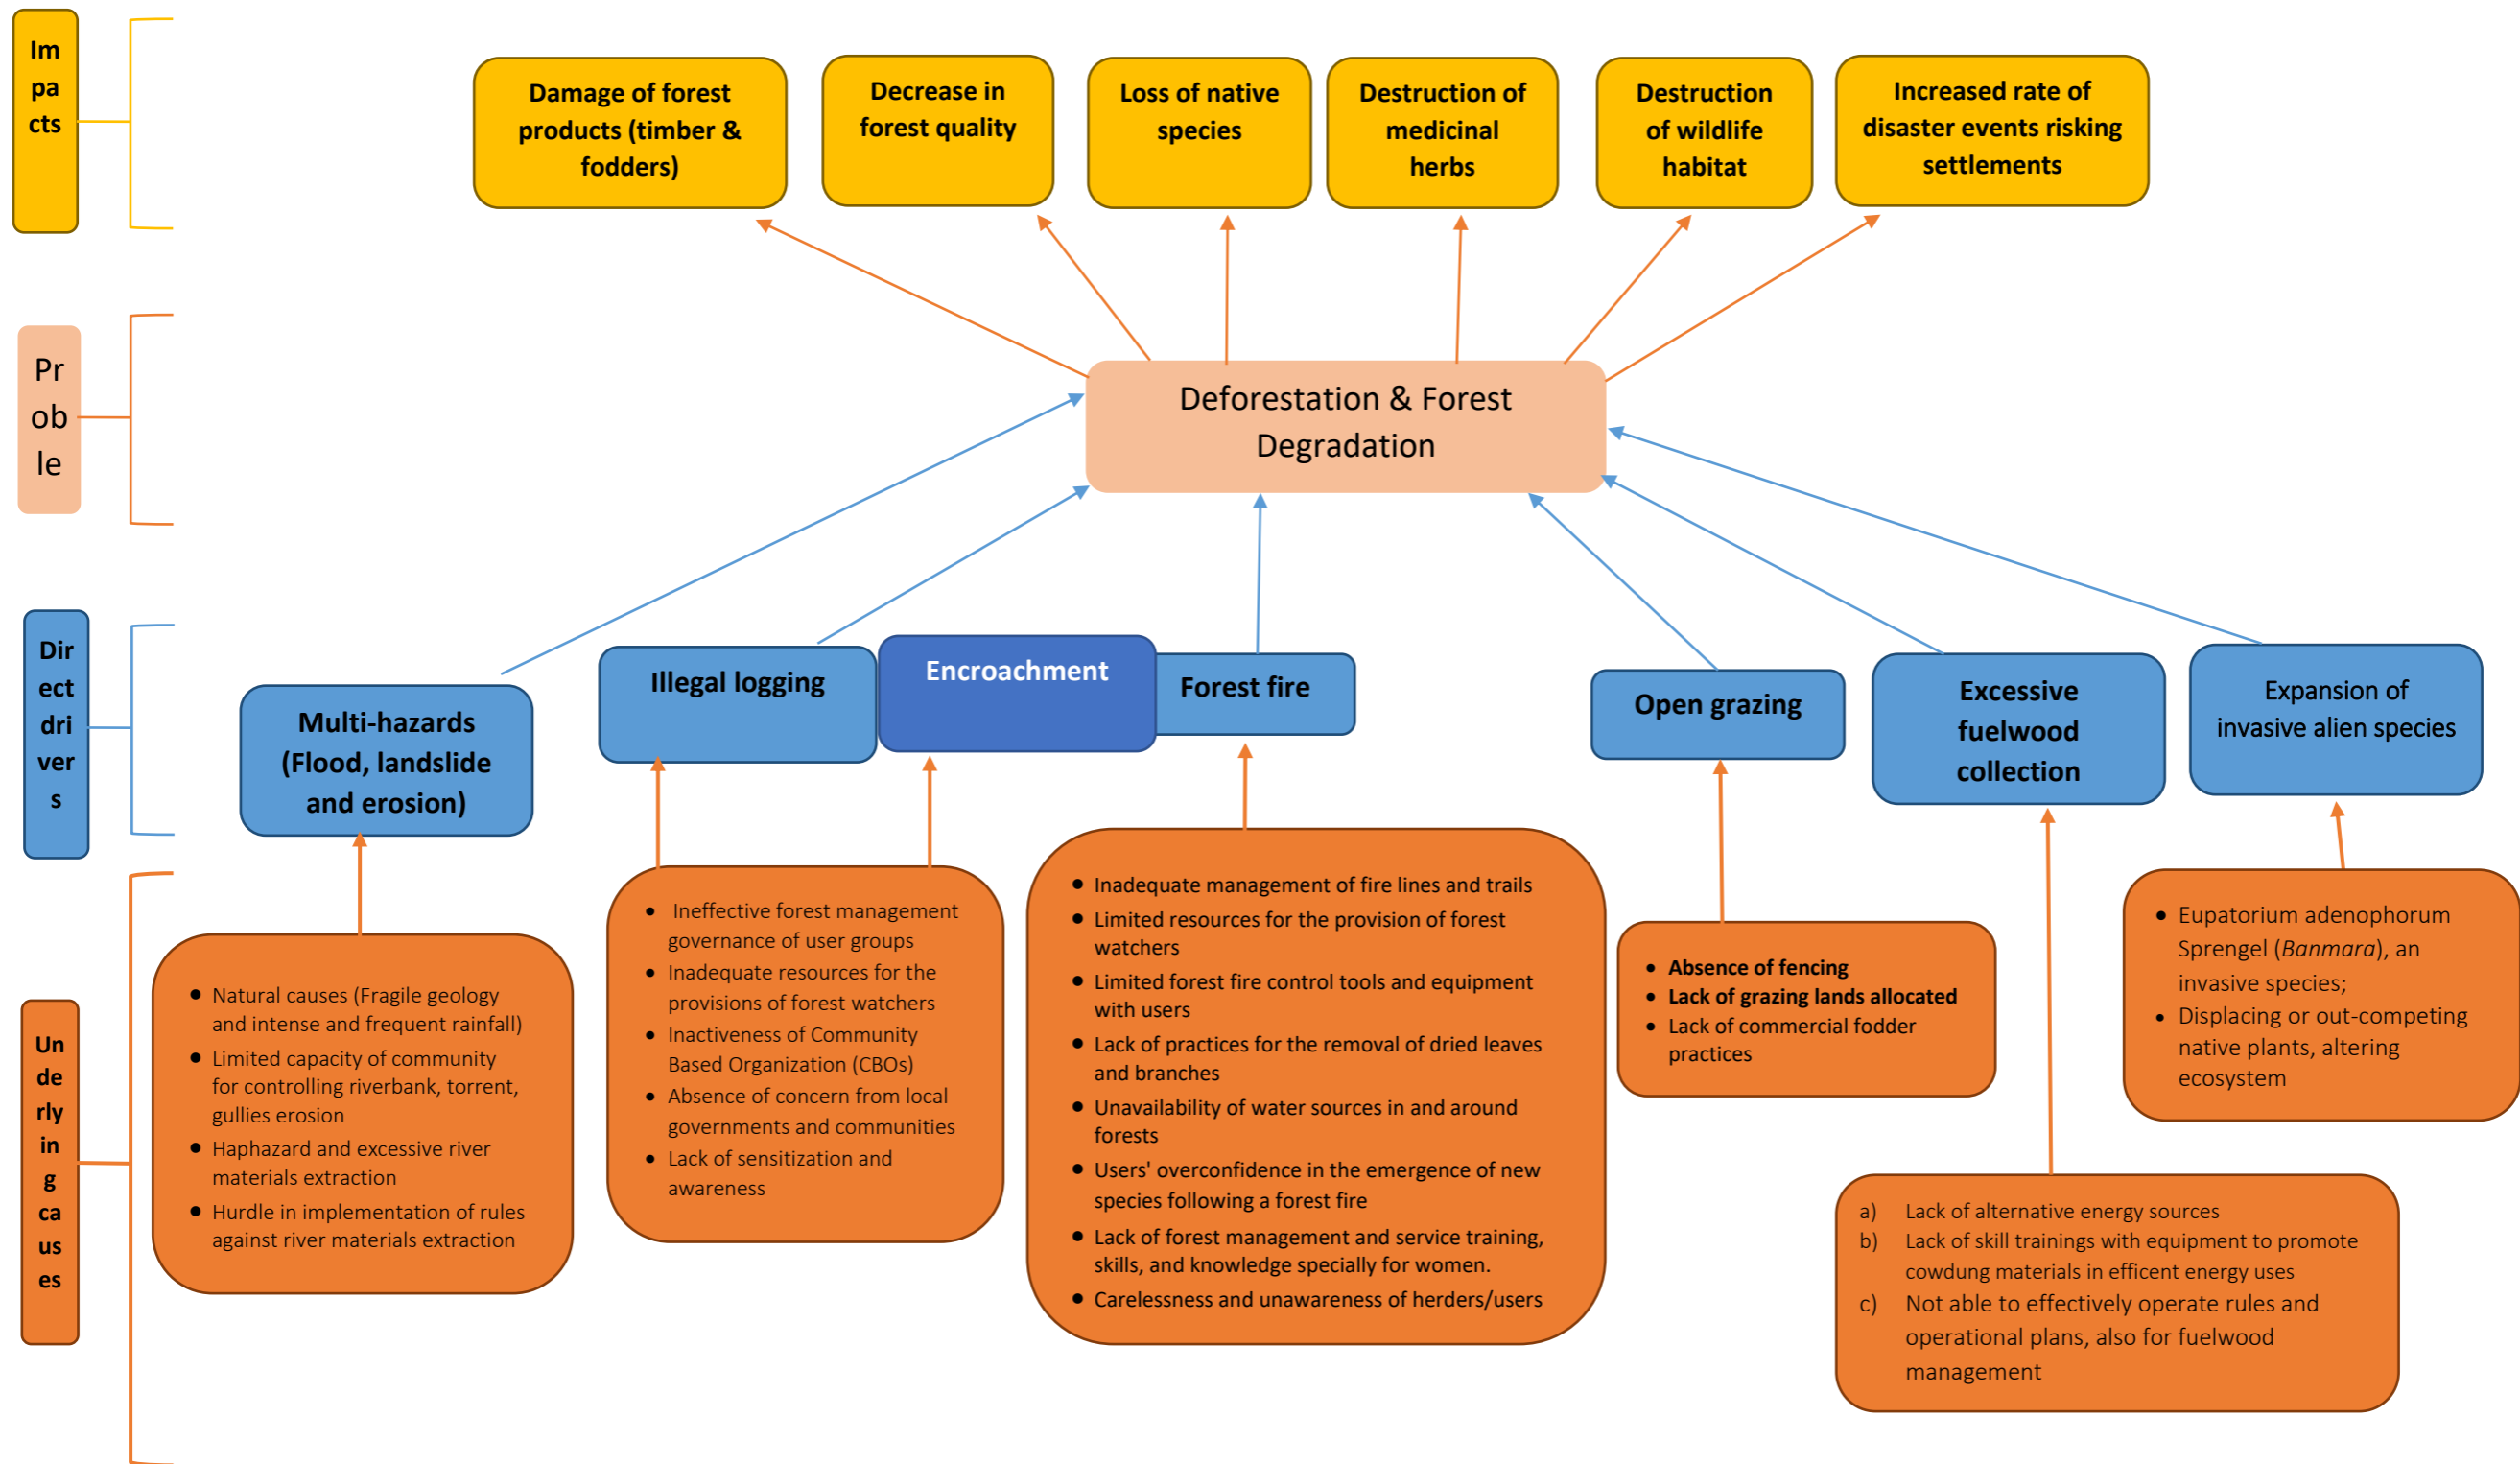 Im
pa
cts
Damage of forest
products (timber &
fodders)
Decrease in
forest quality
Loss of native
species
Destruction of
medicinal
herbs
Destruction
of wildlife
habitat
Increased rate of
disaster events risking
settlements
Pr
ob
le
Deforestation & Forest
Degradation
Dir
ect
dri
ver
s
Multi-hazards
(Flood, landslide
and erosion)
Illegal logging
Encroachment
Forest fire
Open grazing
Excessive
fuelwood
collection
Expansion of
invasive alien species
Un
de
rly
in
g
ca
us
es
• Natural causes (Fragile geology
and intense and frequent rainfall)
• Limited capacity of community
for controlling riverbank, torrent,
gullies erosion
• Haphazard and excessive river
materials extraction
• Hurdle in implementation of rules
against river materials extraction
• Ineffective forest management
governance of user groups
• Inadequate resources for the
provisions of forest watchers
• Inactiveness of Community
Based Organization (CBOs)
• Absence of concern from local
governments and communities
• Lack of sensitization and
awareness
• Inadequate management of fire lines and trails
• Limited resources for the provision of forest
watchers
• Limited forest fire control tools and equipment
with users
• Lack of practices for the removal of dried leaves
and branches
• Unavailability of water sources in and around
forests
• Users' overconfidence in the emergence of new
species following a forest fire
• Lack of forest management and service training,
skills, and knowledge specially for women.
• Carelessness and unawareness of herders/users
• Absence of fencing
• Lack of grazing lands allocated
• Lack of commercial fodder
practices
a) Lack of alternative energy sources
b) Lack of skill trainings with equipment to promote
cowdung materials in efficent energy uses
c) Not able to effectively operate rules and
operational plans, also for fuelwood
management
• Eupatorium adenophorum
Sprengel (Banmara), an
invasive species;
• Displacing or out-competing
native plants, altering
ecosystem